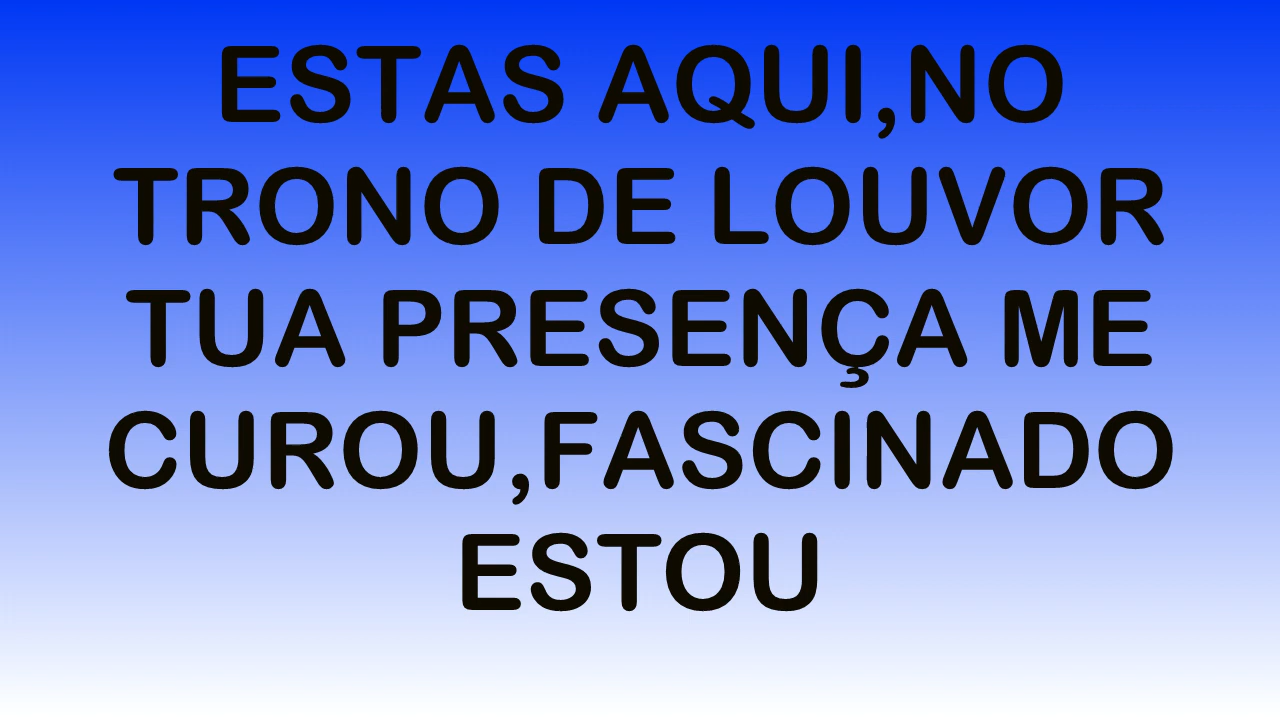 ESTAS AQUI,NO
TRONO DE LOUVOR
TUA PRESENÇA ME
CUROU,FASCINADO
ESTOU